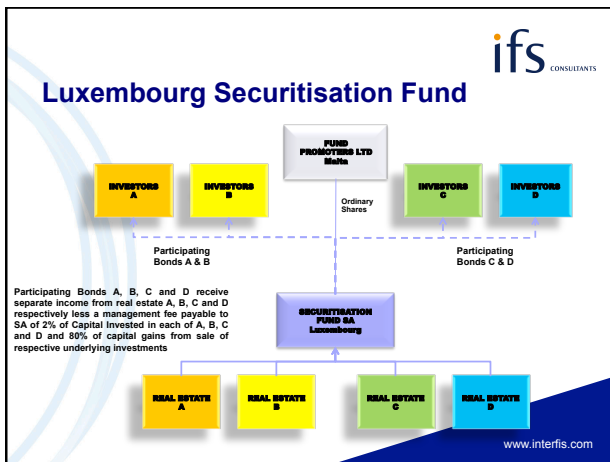 ifs CONSULTANTS
Luxembourg Securitisation Fund
FUND
PROMOTERS LTD
Malta
INVESTORS
A
INVESTORS
B
INVESTORS
C
INVESTORS
D
Ordinary
Shares
Participating
Bonds A & B
Participating
Bonds C & D
Participating Bonds A, B, C and D receive
separate income from real estate A, B, C and D
respectively less a management fee payable to
SA of 2% of Capital Invested in each of A, B, C
and D and 80% of capital gains from sale of
respective underlying investments
SECURITISATION
FUND SA
Luxembourg
REAL ESTATE
A
REAL ESTATE
B
REAL ESTATE
C
REAL ESTATE
D
www.interfis.com